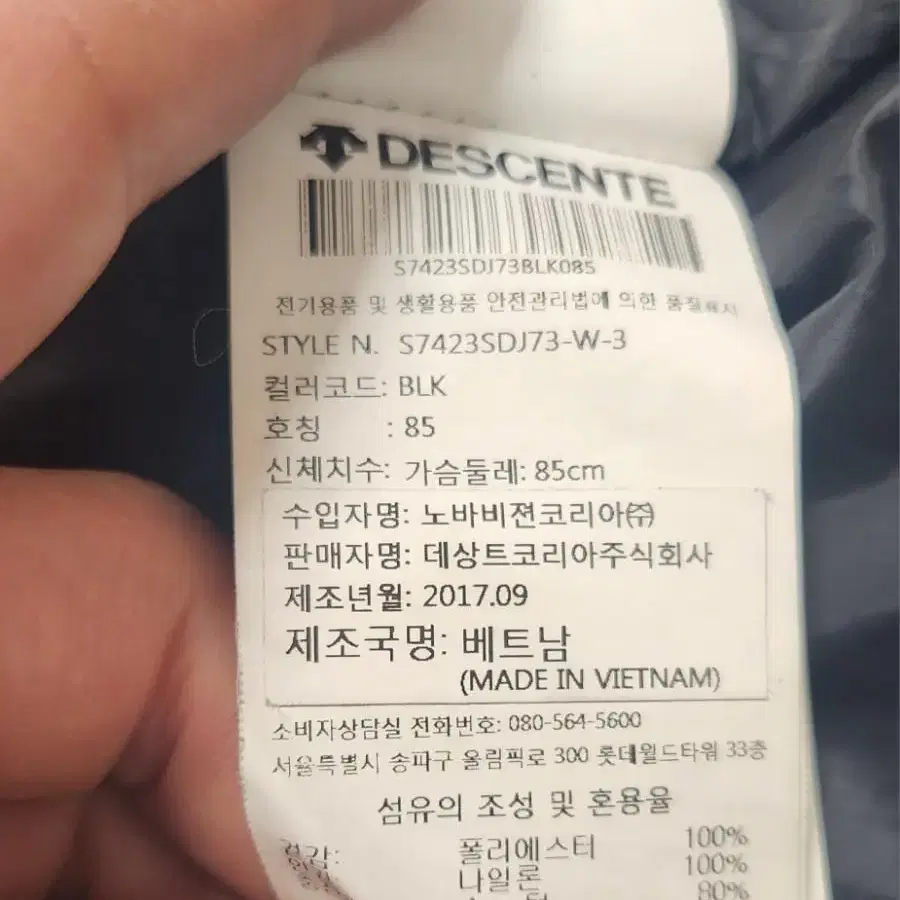 DESCENTE
S7423SDJ73BLK085
전기용품 및 생활용품 안전관리법에 의한 품질표시
STYLE N. S7423SDJ73-W-3
컬러코드: BLK
호칭 : 85
신체치수: 가슴둘레: 85cm
수입자명: 노바비젼코리아㈜
판매자명: 데상트코리아주식회사
제조년월: 2017.09
제조국명: 베트남
(MADE IN VIETNAM)
소비자상담실 전화번호: 080-564-5600
서울특별시 송파구 올림픽로 300 롯데월드타워 33층
섬유의 조성 및 혼용율
겉감: 폴리에스터 100%
나일론 100%
80%